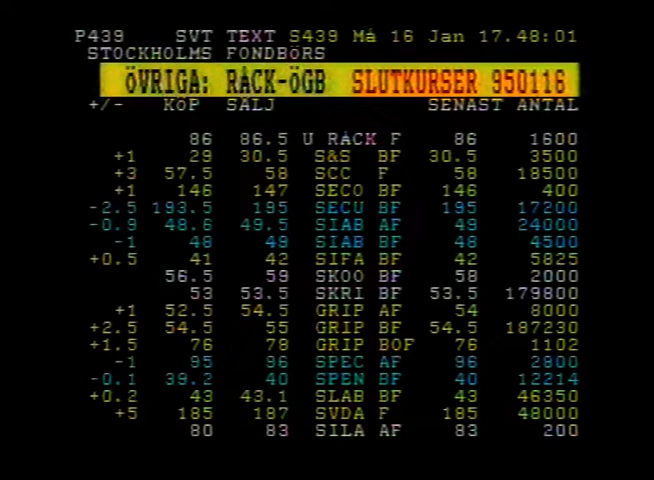 P439 SVT TEXT S439 Må 16 Jan 17.48:01
STOCKHOLMS FONDBÖRS
ÖVRIGA: RÅCK-ÖGB SLUTKURSER 950116
+/- KÖP SÄLJ SENAST ANTAL
86 86.5 U RÅCK F 86 1600
+1 29 30.5 S&S BF 30.5 3500
+3 57.5 58 SCC F 58 18500
+1 146 147 SECO BF 146 400
-2.5 193.5 195 SECU BF 195 17200
-0.9 48.6 49.5 SIAB AF 49 24000
-1 48 49 SIAB BF 48 4500
+0.5 41 42 SIFA BF 42 5825
56.5 59 SKOO BF 58 2000
53 53.5 SKRI BF 53.5 179800
+1 52.5 54.5 GRIP AF 54 8000
+2.5 54.5 55 GRIP BF 54.5 187230
+1.5 76 78 GRIP BOF 76 1102
-1 95 96 SPEC AF 96 2800
-0.1 39.2 40 SPEN BF 40 12214
+0.2 43 43.1 SLAB BF 43 46350
+5 185 187 SVDA F 185 48000
80 83 SILA AF 83 200